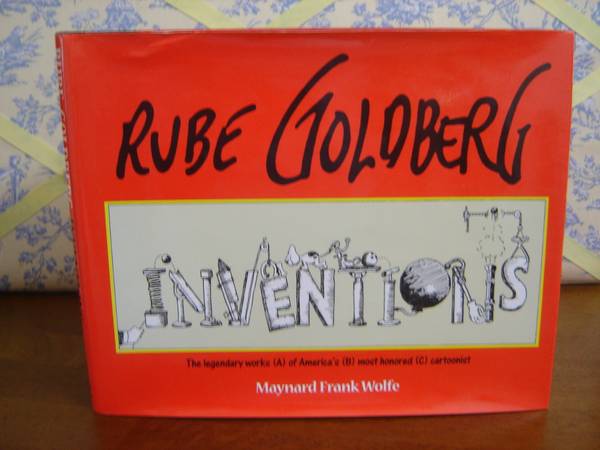 RUBE GOLDBERG
INVENTIONS
The legendary works (A) of America's (B) most honored (C) cartoonist
Maynard Frank Wolfe